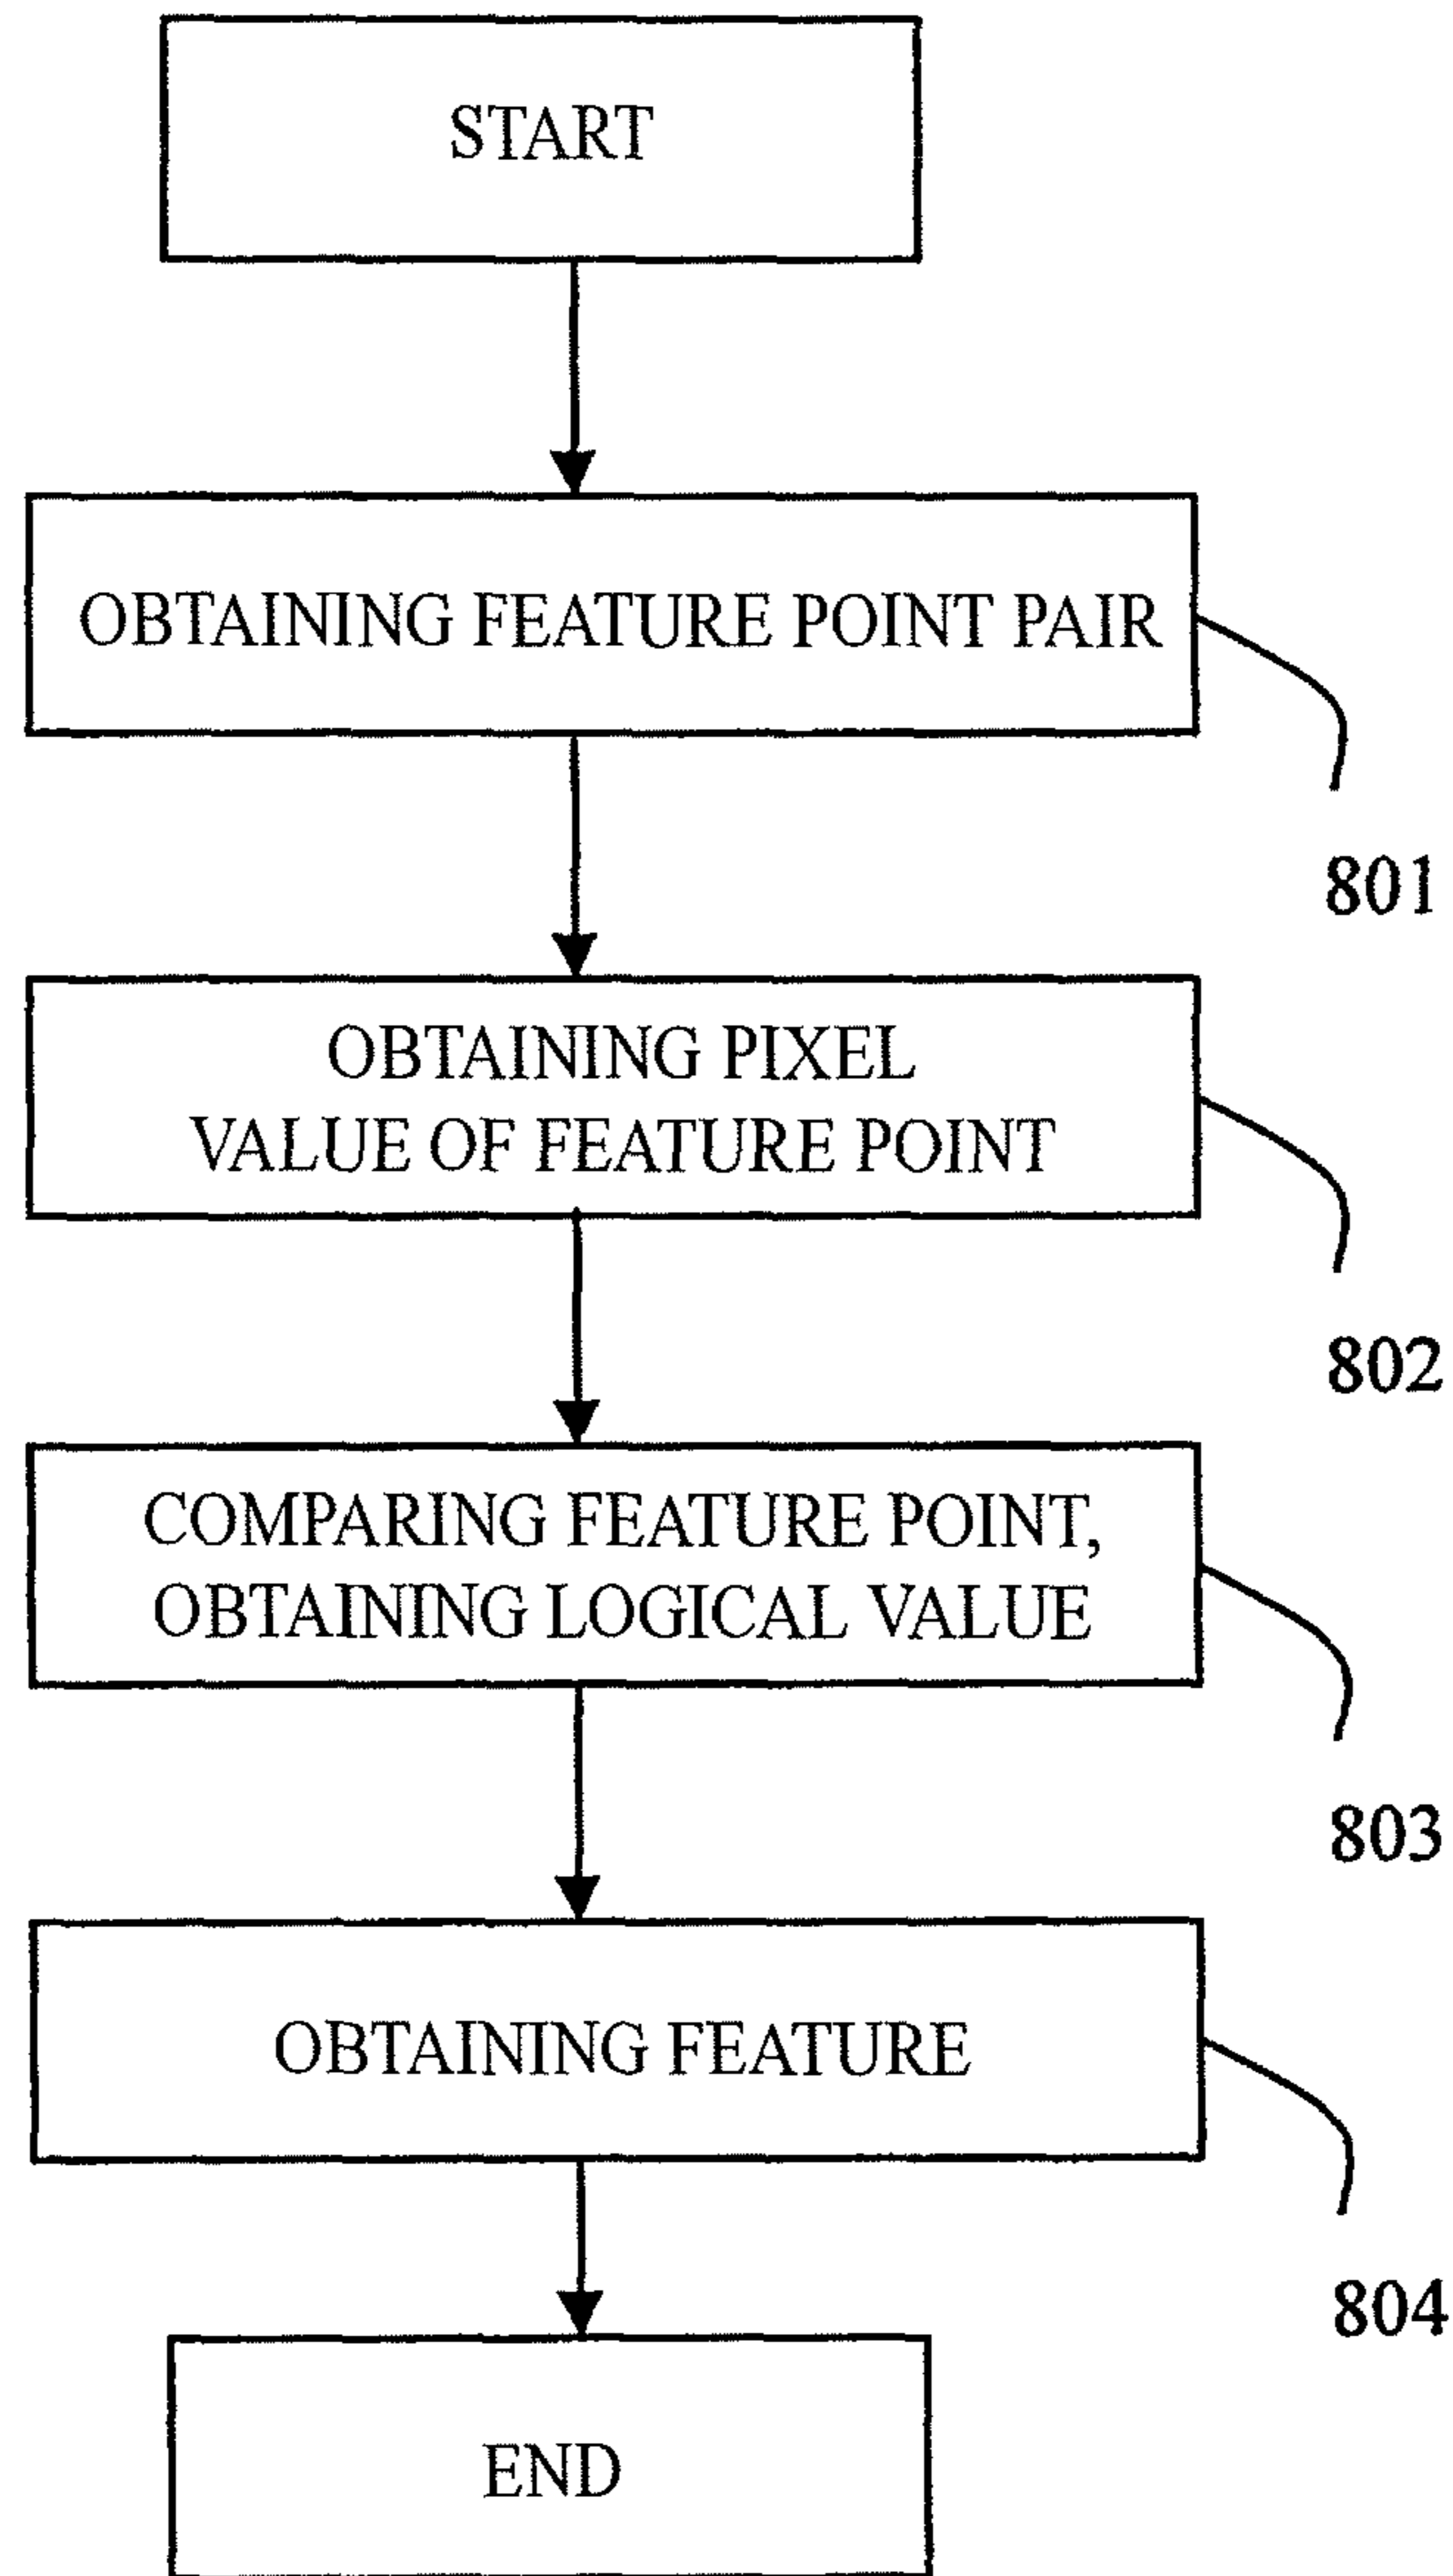 START
OBTAINING FEATURE POINT PAIR
801
OBTAINING PIXEL
VALUE OF FEATURE POINT
802
COMPARING FEATURE POINT,
OBTAINING LOGICAL VALUE
803
OBTAINING FEATURE
804
END